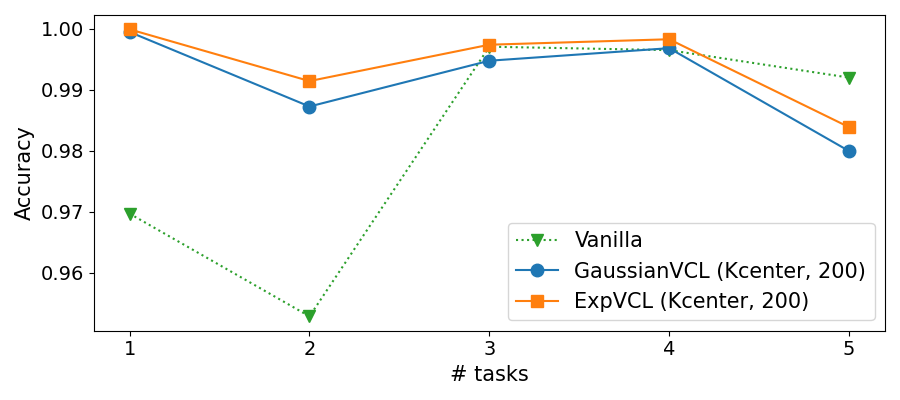 1.00
0.99
0.98
0.97
0.96
Accuracy
Vanilla
GaussianVCL (Kcenter, 200)
ExpVCL (Kcenter, 200)
1 2 3 4 5
# tasks